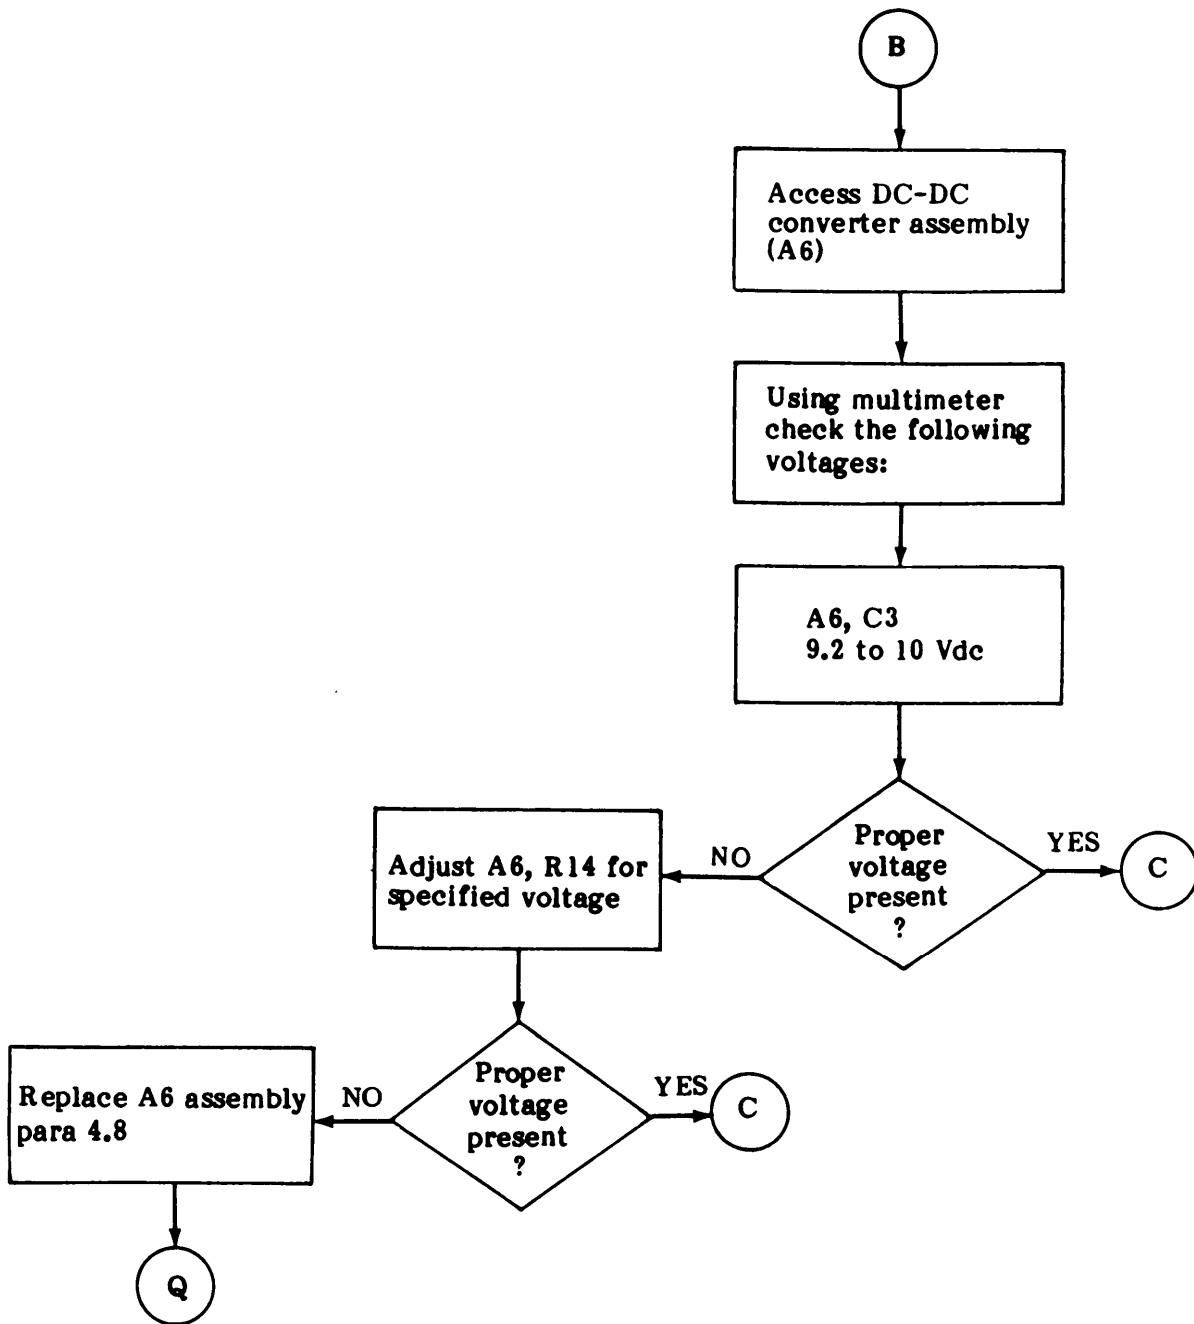 B
Access DC-DC
converter assembly
(A6)
Using multimeter
check the following
voltages:
A6, C3
9.2 to 10 Vdc
Proper
voltage
present
?
YES
C
NO
Adjust A6, R14 for
specified voltage
Proper
voltage
present
?
YES
C
NO
Replace A6 assembly
para 4.8
Q